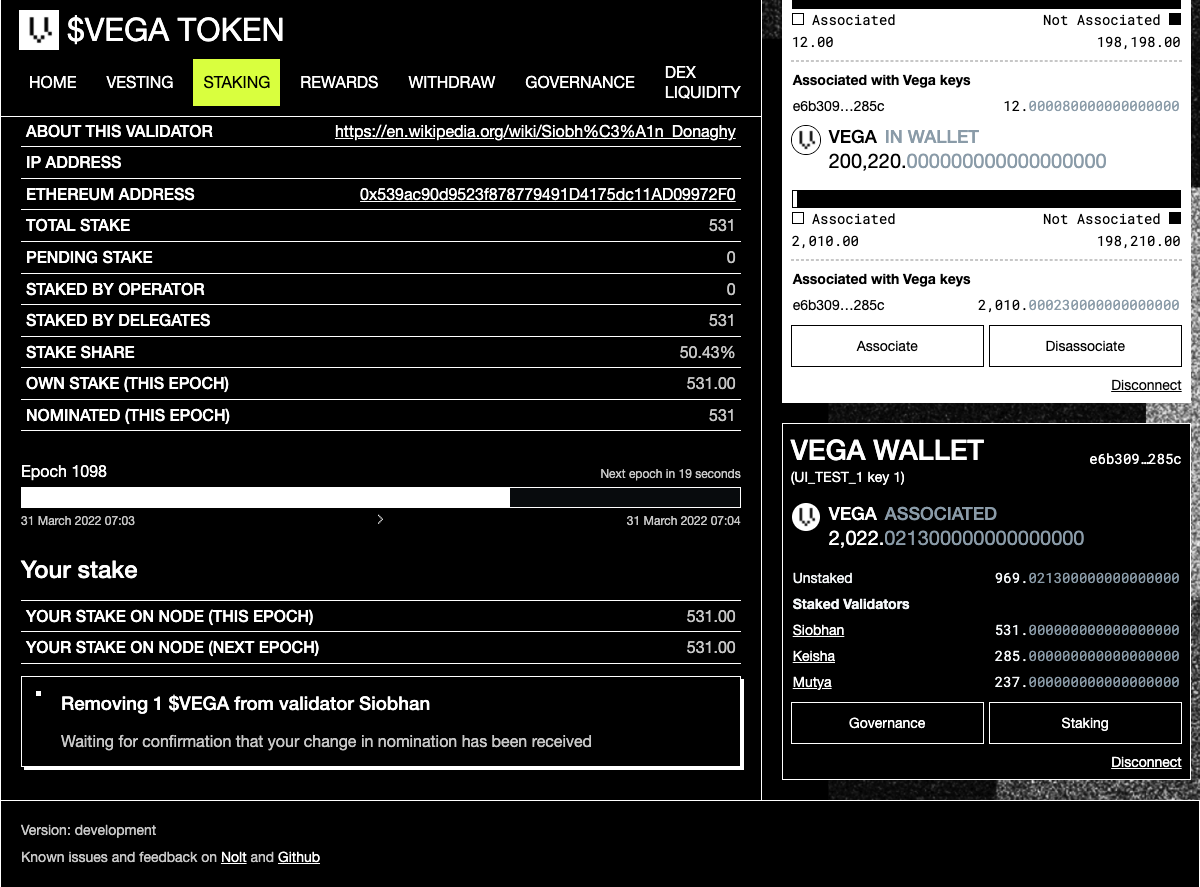 $VEGA TOKEN
HOME VESTING STAKING REWARDS WITHDRAW GOVERNANCE DEX LIQUIDITY
ABOUT THIS VALIDATOR https://en.wikipedia.org/wiki/Siobh%C3%A1n_Donaghy
IP ADDRESS
ETHEREUM ADDRESS 0x539ac90d9523f878779491D4175dc11AD09972F0
TOTAL STAKE 531
PENDING STAKE 0
STAKED BY OPERATOR 0
STAKED BY DELEGATES 531
STAKE SHARE 50.43%
OWN STAKE (THIS EPOCH) 531.00
NOMINATED (THIS EPOCH) 531
Epoch 1098 Next epoch in 19 seconds
31 March 2022 07:03 31 March 2022 07:04
Your stake
YOUR STAKE ON NODE (THIS EPOCH) 531.00
YOUR STAKE ON NODE (NEXT EPOCH) 531.00
Removing 1 $VEGA from validator Siobhan
Waiting for confirmation that your change in nomination has been received
Associated Not Associated
12.00 198,198.00
Associated with Vega keys
e6b309…285c 12.000080000000000000
VEGA IN WALLET
200,220.000000000000000000
Associated Not Associated
2,010.00 198,210.00
Associated with Vega keys
e6b309…285c 2,010.000230000000000000
Associate Disassociate
Disconnect
VEGA WALLET e6b309…285c
(UI_TEST_1 key 1)
VEGA ASSOCIATED
2,022.021300000000000000
Unstaked 969.021300000000000000
Staked Validators
Siobhan 531.000000000000000000
Keisha 285.000000000000000000
Mutya 237.000000000000000000
Governance Staking
Disconnect
Version: development
Known issues and feedback on Nolt and Github